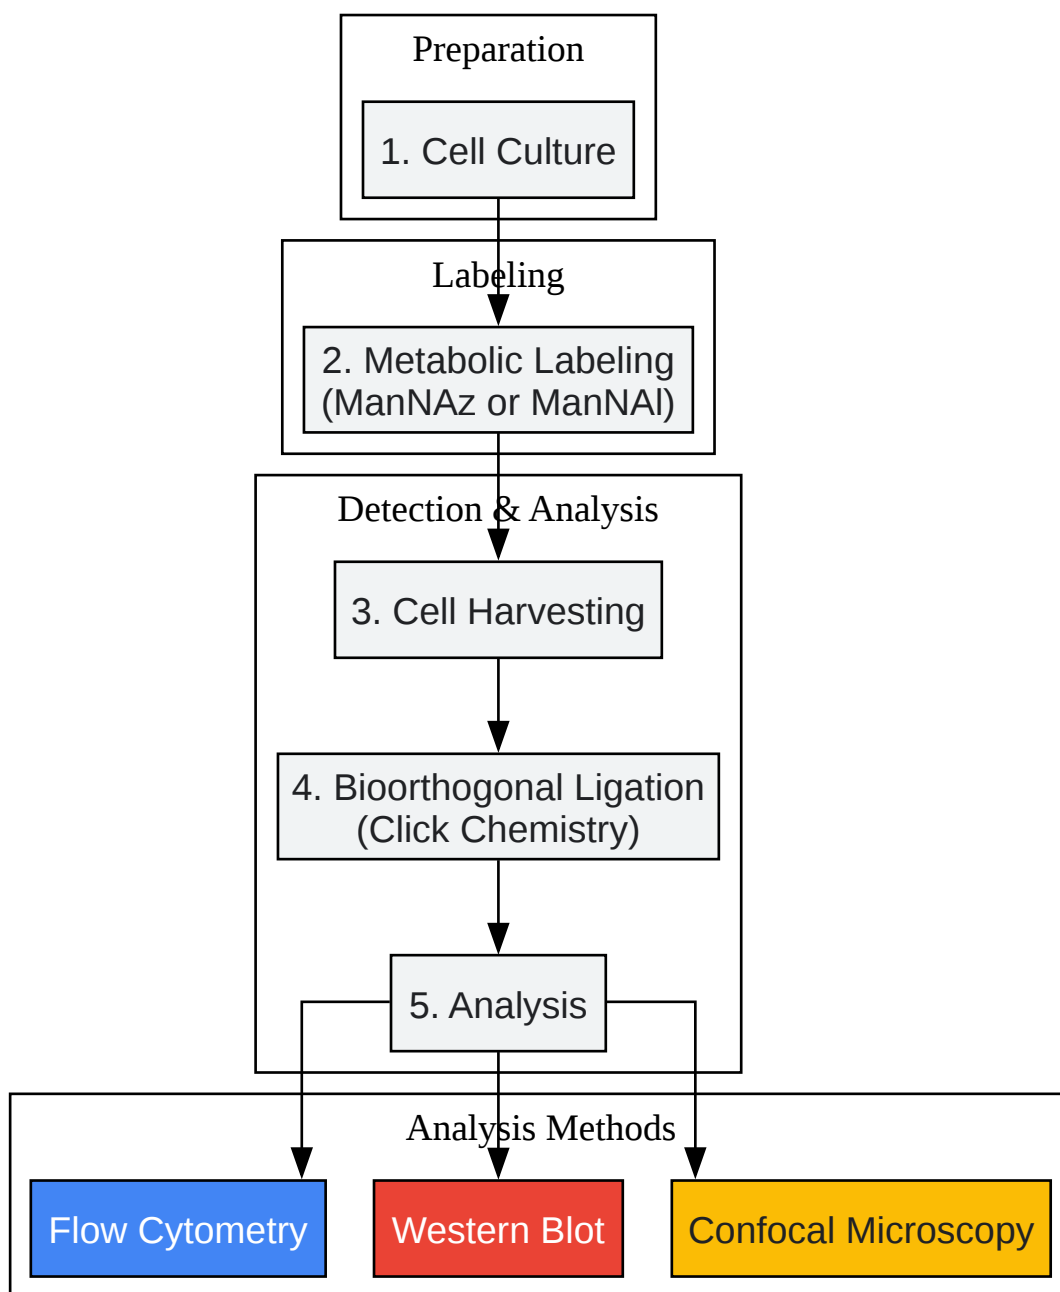 Preparation
1. Cell Culture
Labeling
2. Metabolic Labeling
(ManNAz or ManNAl)
Detection & Analysis
3. Cell Harvesting
4. Bioorthogonal Ligation
(Click Chemistry)
5. Analysis
Analysis Methods
Flow Cytometry
Western Blot
Confocal Microscopy